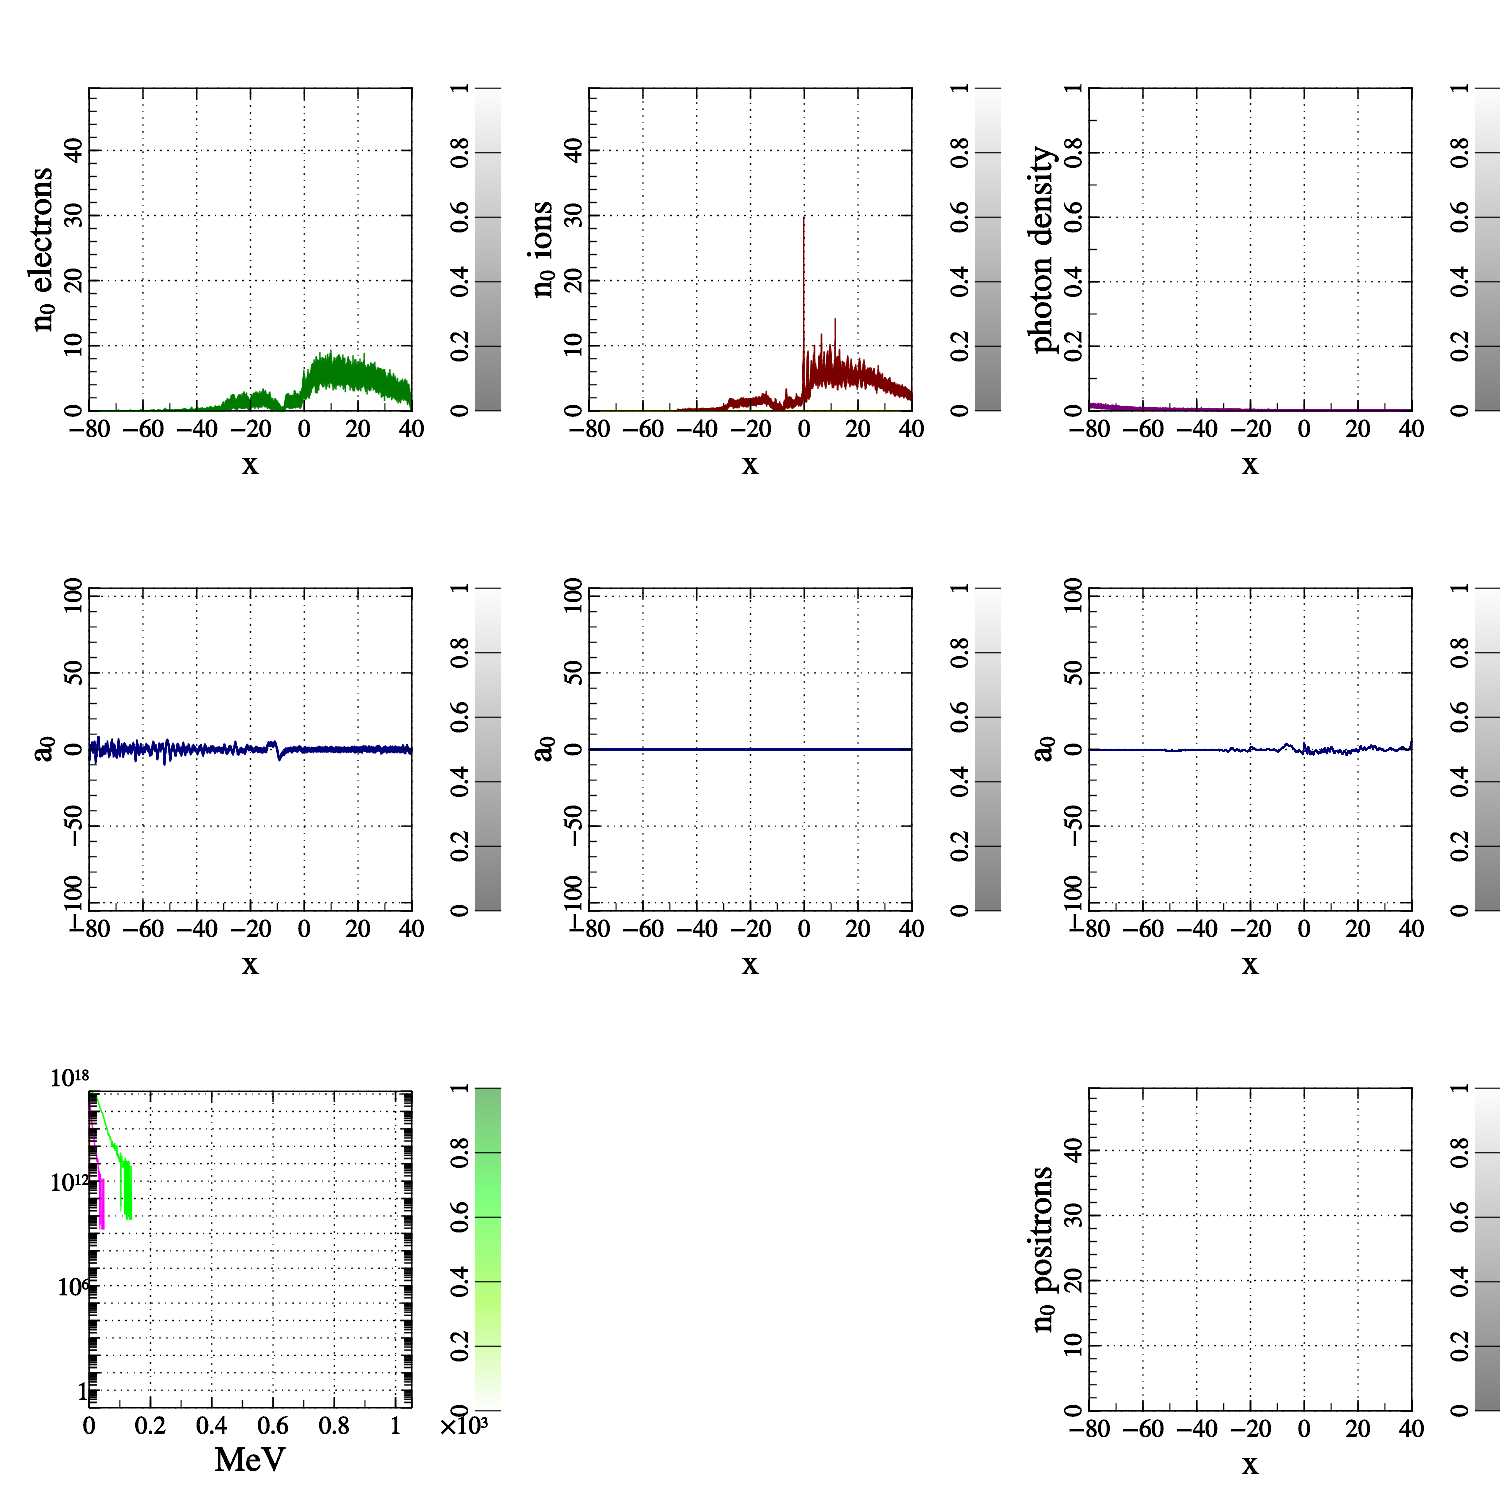 n₀ electrons
0 10 20 30 40
−80 −60 −40 −20 0 20 40
x
0 0.2 0.4 0.6 0.8 1
n₀ ions
0 10 20 30 40
−80 −60 −40 −20 0 20 40
x
0 0.2 0.4 0.6 0.8 1
photon density
0 0.2 0.4 0.6 0.8 1
−80 −60 −40 −20 0 20 40
x
0 0.2 0.4 0.6 0.8 1
a₀
−100 −50 0 50 100
−80 −60 −40 −20 0 20 40
x
0 0.2 0.4 0.6 0.8 1
a₀
−100 −50 0 50 100
−80 −60 −40 −20 0 20 40
x
0 0.2 0.4 0.6 0.8 1
a₀
−100 −50 0 50 100
−80 −60 −40 −20 0 20 40
x
0 0.2 0.4 0.6 0.8 1
10¹⁸
10¹²
10⁶
1
0 0.2 0.4 0.6 0.8 1
×10³
MeV
0 0.2 0.4 0.6 0.8 1
n₀ positrons
0 10 20 30 40
−80 −60 −40 −20 0 20 40
x
0 0.2 0.4 0.6 0.8 1